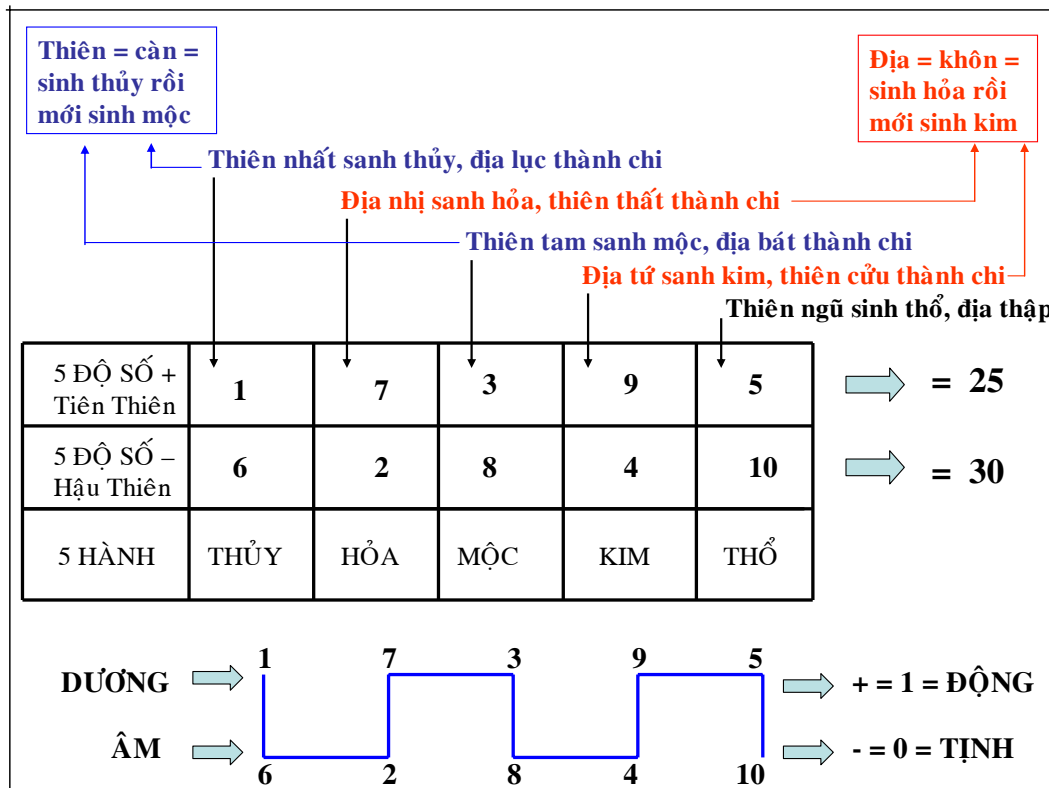 Thiên = càn =
sinh thủy rồi
mới sinh mộc
Địa = khôn =
sinh hỏa rồi
mới sinh kim
Thiên nhất sanh thủy, địa lục thành chi
Địa nhị sanh hỏa, thiên thất thành chi
Thiên tam sanh mộc, địa bát thành chi
Địa tứ sanh kim, thiên cửu thành chi
Thiên ngũ sinh thổ, địa thập
5 ĐỘ SỐ +
Tiên Thiên
1 7 3 9 5
= 25
5 ĐỘ SỐ –
Hậu Thiên
6 2 8 4 10
= 30
5 HÀNH THỦY HỎA MỘC KIM THỔ
1 7 3 9 5
DƯƠNG
+ = 1 = ĐỘNG
ÂM
- = 0 = TỊNH
6 2 8 4 10